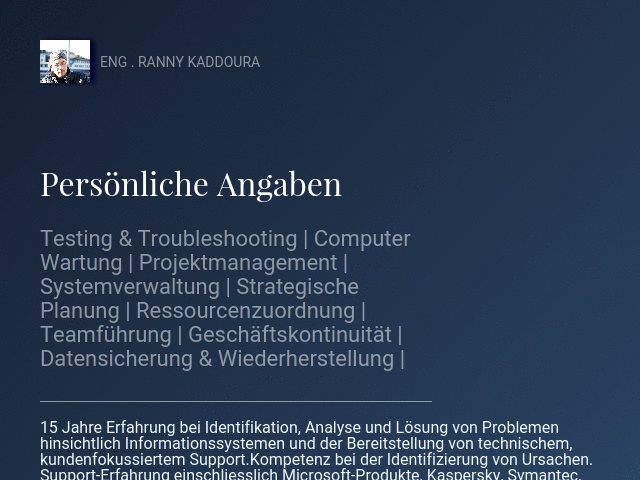 ENG . RANNY KADDOURA
Persönliche Angaben
Testing & Troubleshooting | Computer
Wartung | Projektmanagement |
Systemverwaltung | Strategische
Planung | Ressourcenzuordnung |
Teamführung | Geschäftskontinuität |
Datensicherung & Wiederherstellung |
15 Jahre Erfahrung bei Identifikation, Analyse und Lösung von Problemen
hinsichtlich Informationssystemen und der Bereitstellung von technischem,
kundenfokussiertem Support.Kompetenz bei der Identifizierung von Ursachen.
Support-Erfahrung einschliesslich Microsoft-Produkte, Kaspersky, Symantec,